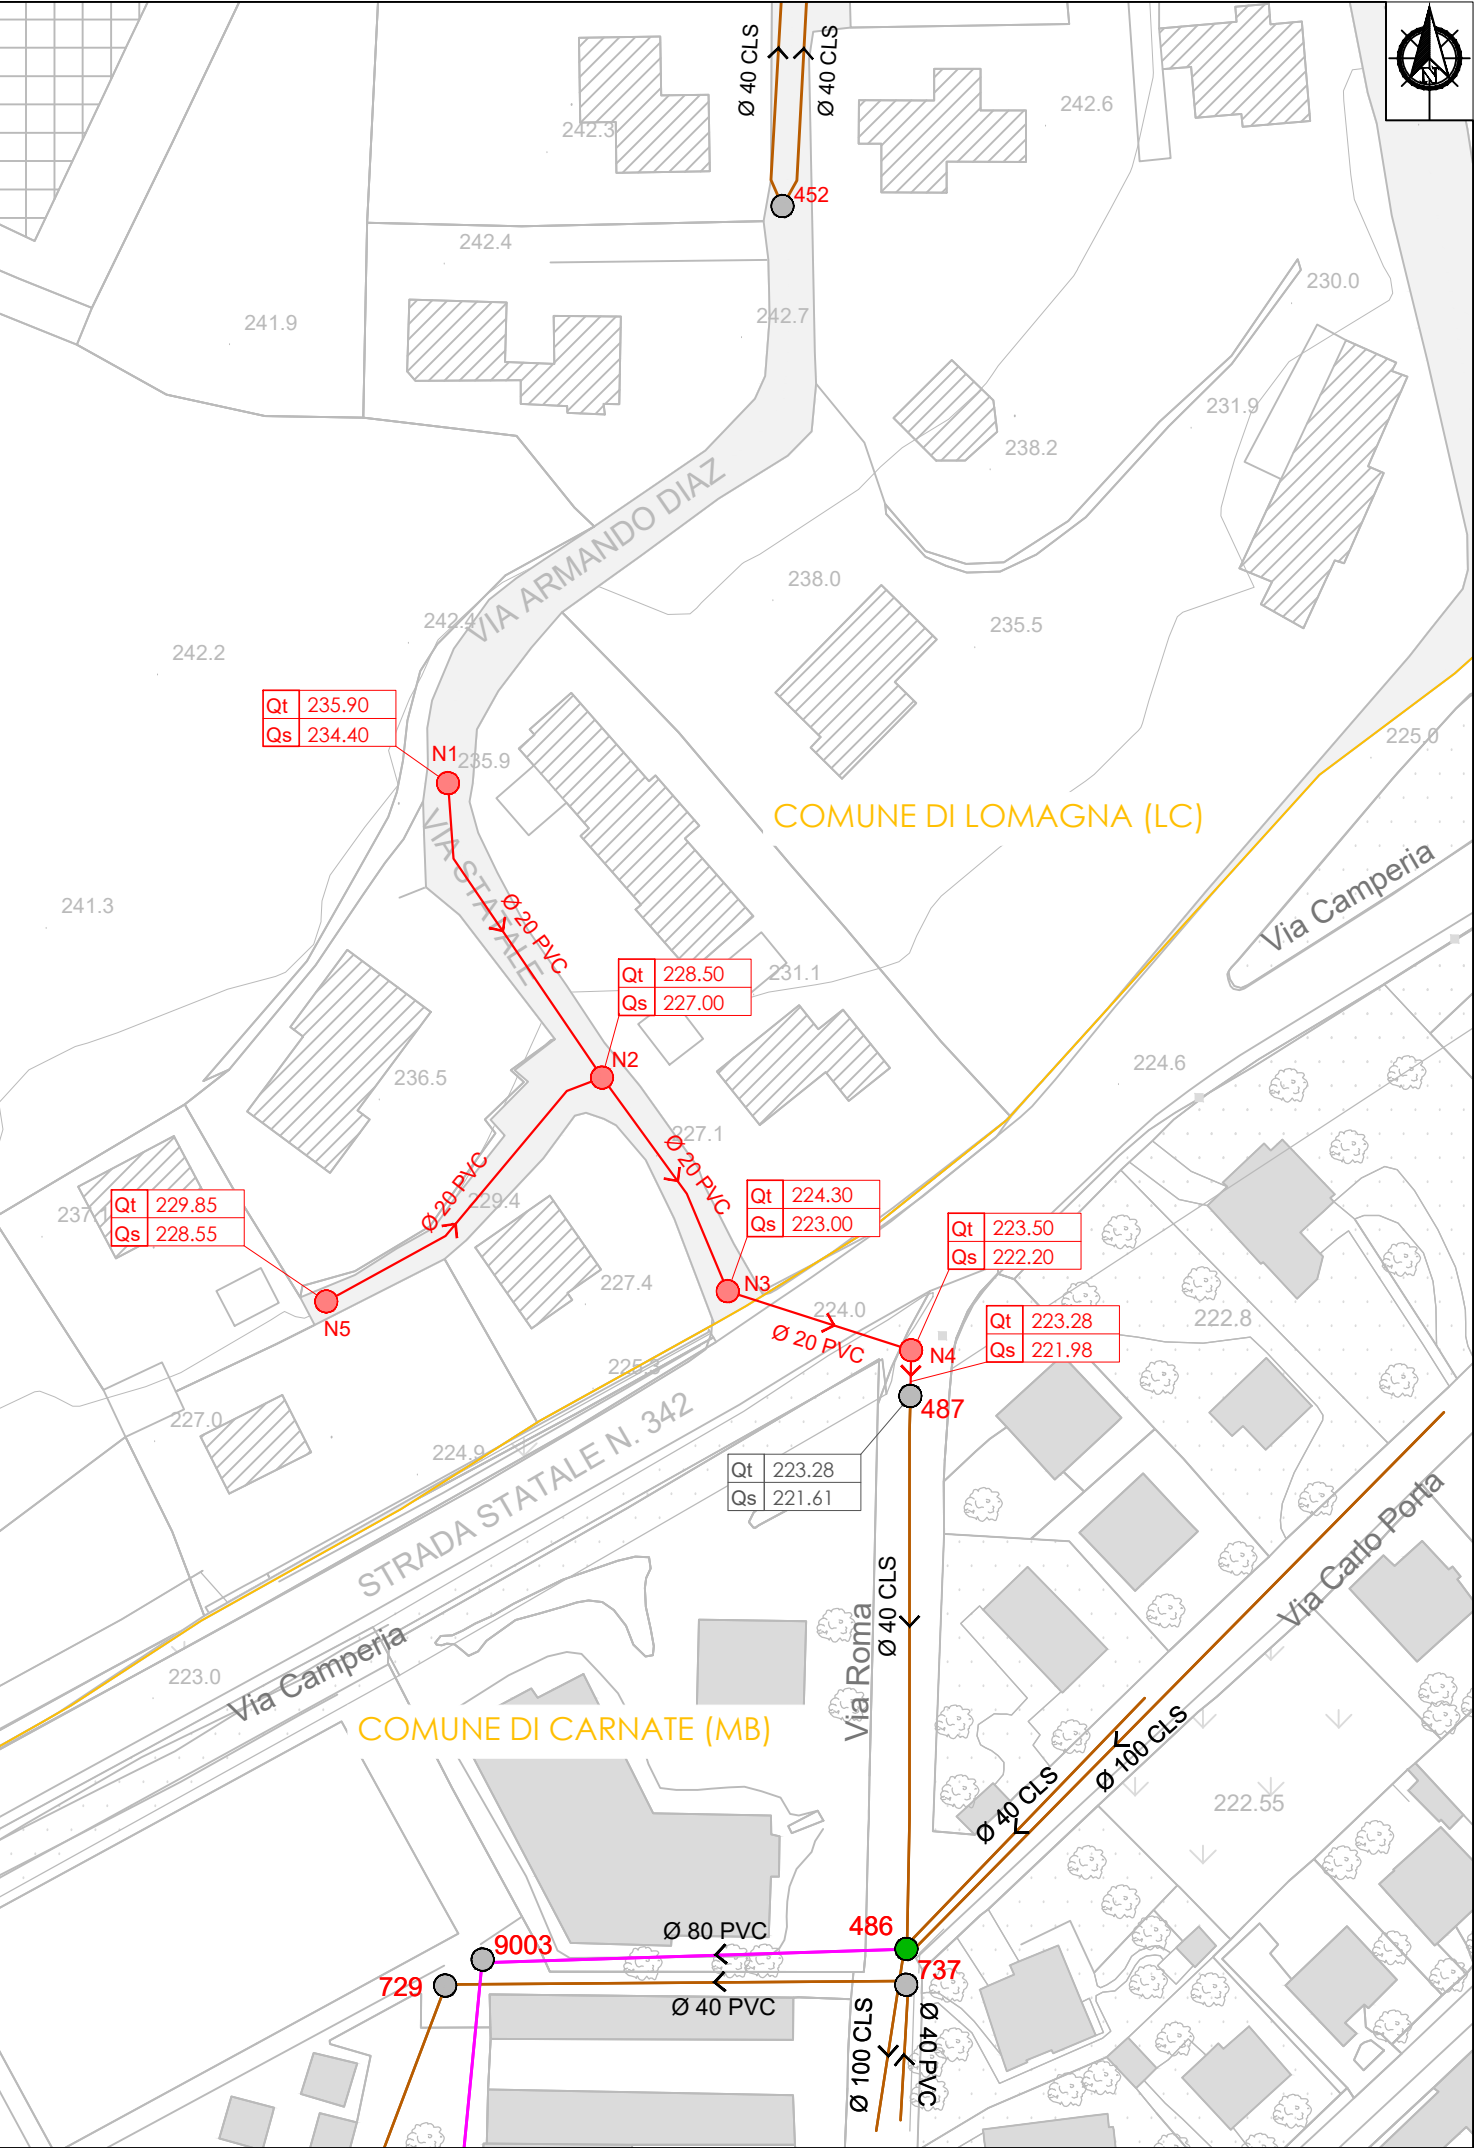 Ø 40 CLS
Ø 40 CLS
N
242.3
242.6
452
242.4
230.0
241.9
242.7
231.9
238.2
VIA ARMANDO DIAZ
238.0
242.4
235.5
242.2
Qt 235.90
Qs 234.40
225.0
N1
235.9
COMUNE DI LOMAGNA (LC)
VIA STATALE
Via Camperia
241.3
Ø 20 PVC
Qt 228.50
Qs 227.00
231.1
N2
224.6
236.5
227.1
Ø 20 PVC
Ø 20 PVC
Qt 229.85
Qs 228.55
229.4
Qt 224.30
Qs 223.00
Qt 223.50
Qs 222.20
N3
227.4
224.0
222.8
Qt 223.28
Qs 221.98
N5
Ø 20 PVC
N4
225.3
487
227.0
224.9
STRADA STATALE N. 342
Qt 223.28
Qs 221.61
Via Carlo Porta
Ø 40 CLS
Via Roma
223.0
Via Camperia
COMUNE DI CARNATE (MB)
Ø 100 CLS
Ø 40 CLS
222.55
486
Ø 80 PVC
9003
737
729
Ø 40 PVC
Ø 100 CLS
Ø 40 PVC